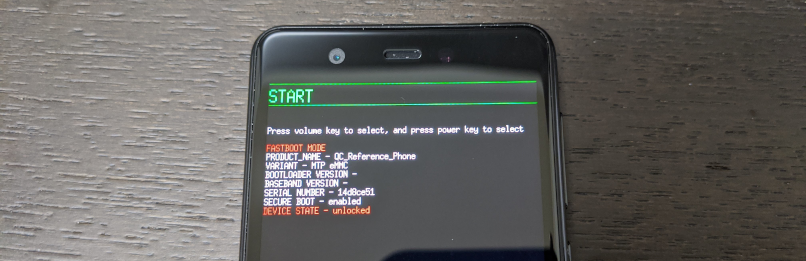 START
Press volume key to select, and press power key to select
FASTBOOT MODE
PRODUCT_NAME - QC_Reference_Phone
VARIANT - MTP eMMC
BOOTLOADER VERSION -
BASEBAND VERSION -
SERIAL NUMBER - 14d8ce51
SECURE BOOT - enabled
DEVICE STATE - unlocked